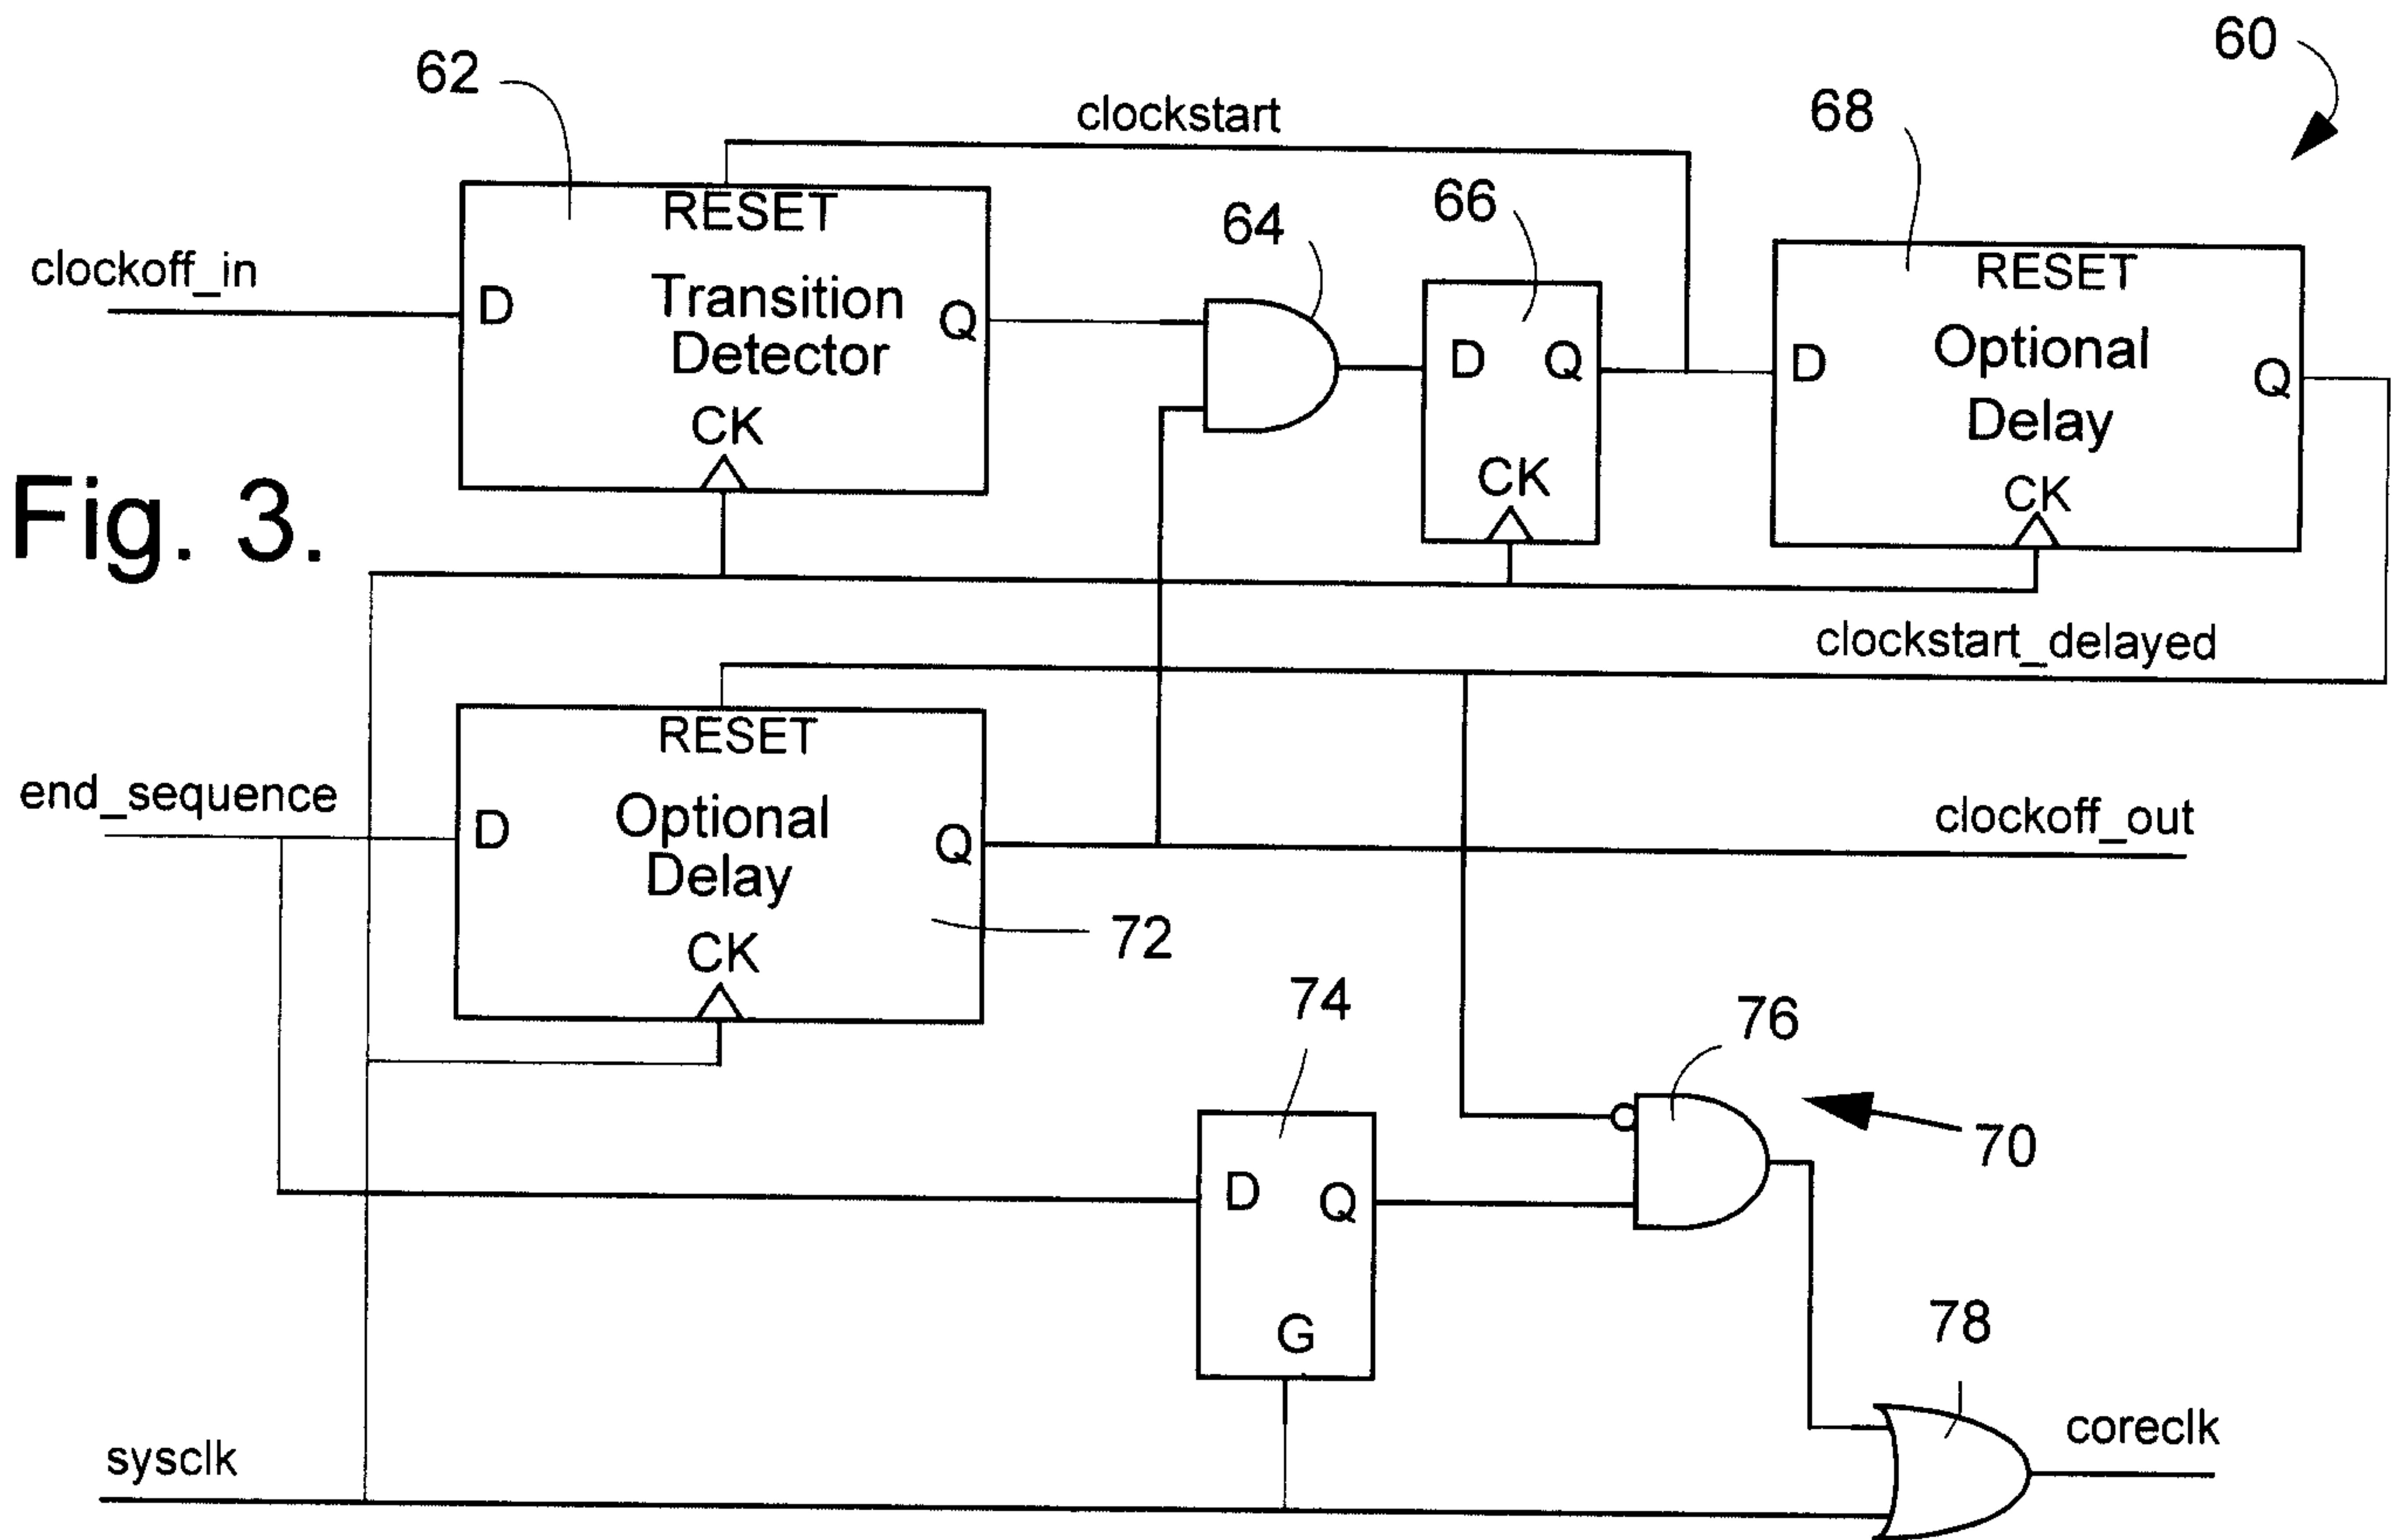 60
62
clockstart
68
RESET
66
64
RESET
clockoff_in
D
Transition
Detector
Q
D
Q
D
Optional
Delay
Q
CK
CK
CK
Fig. 3.
clockstart_delayed
RESET
end_sequence
D
Optional
Delay
Q
clockoff_out
72
CK
74
76
70
D
Q
G
78
sysclk
coreclk